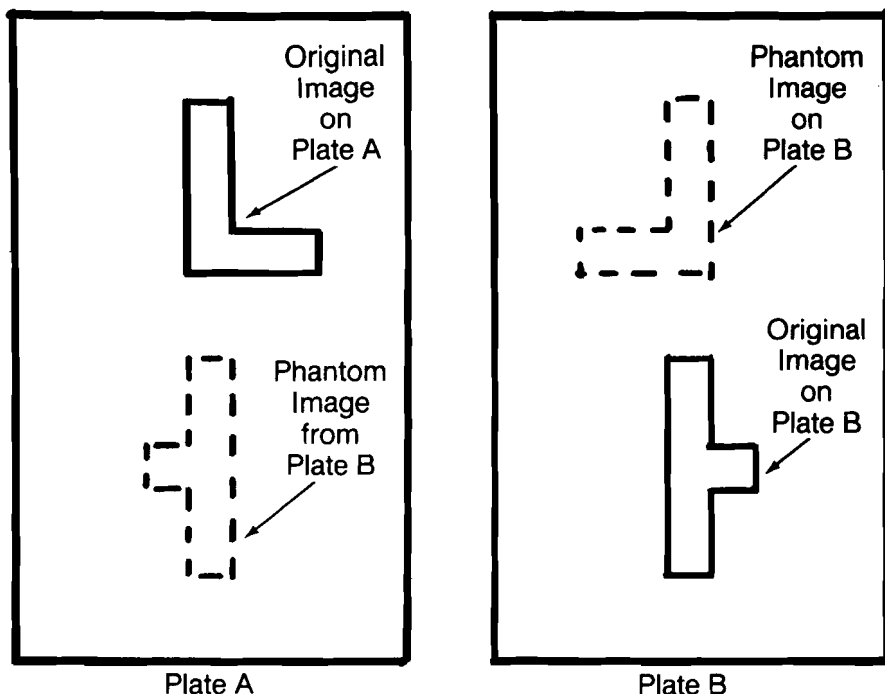 Original
Image
on
Plate A
Phantom
Image
from
Plate B
Plate A
Phantom
Image
on
Plate B
Original
Image
on
Plate B
Plate B